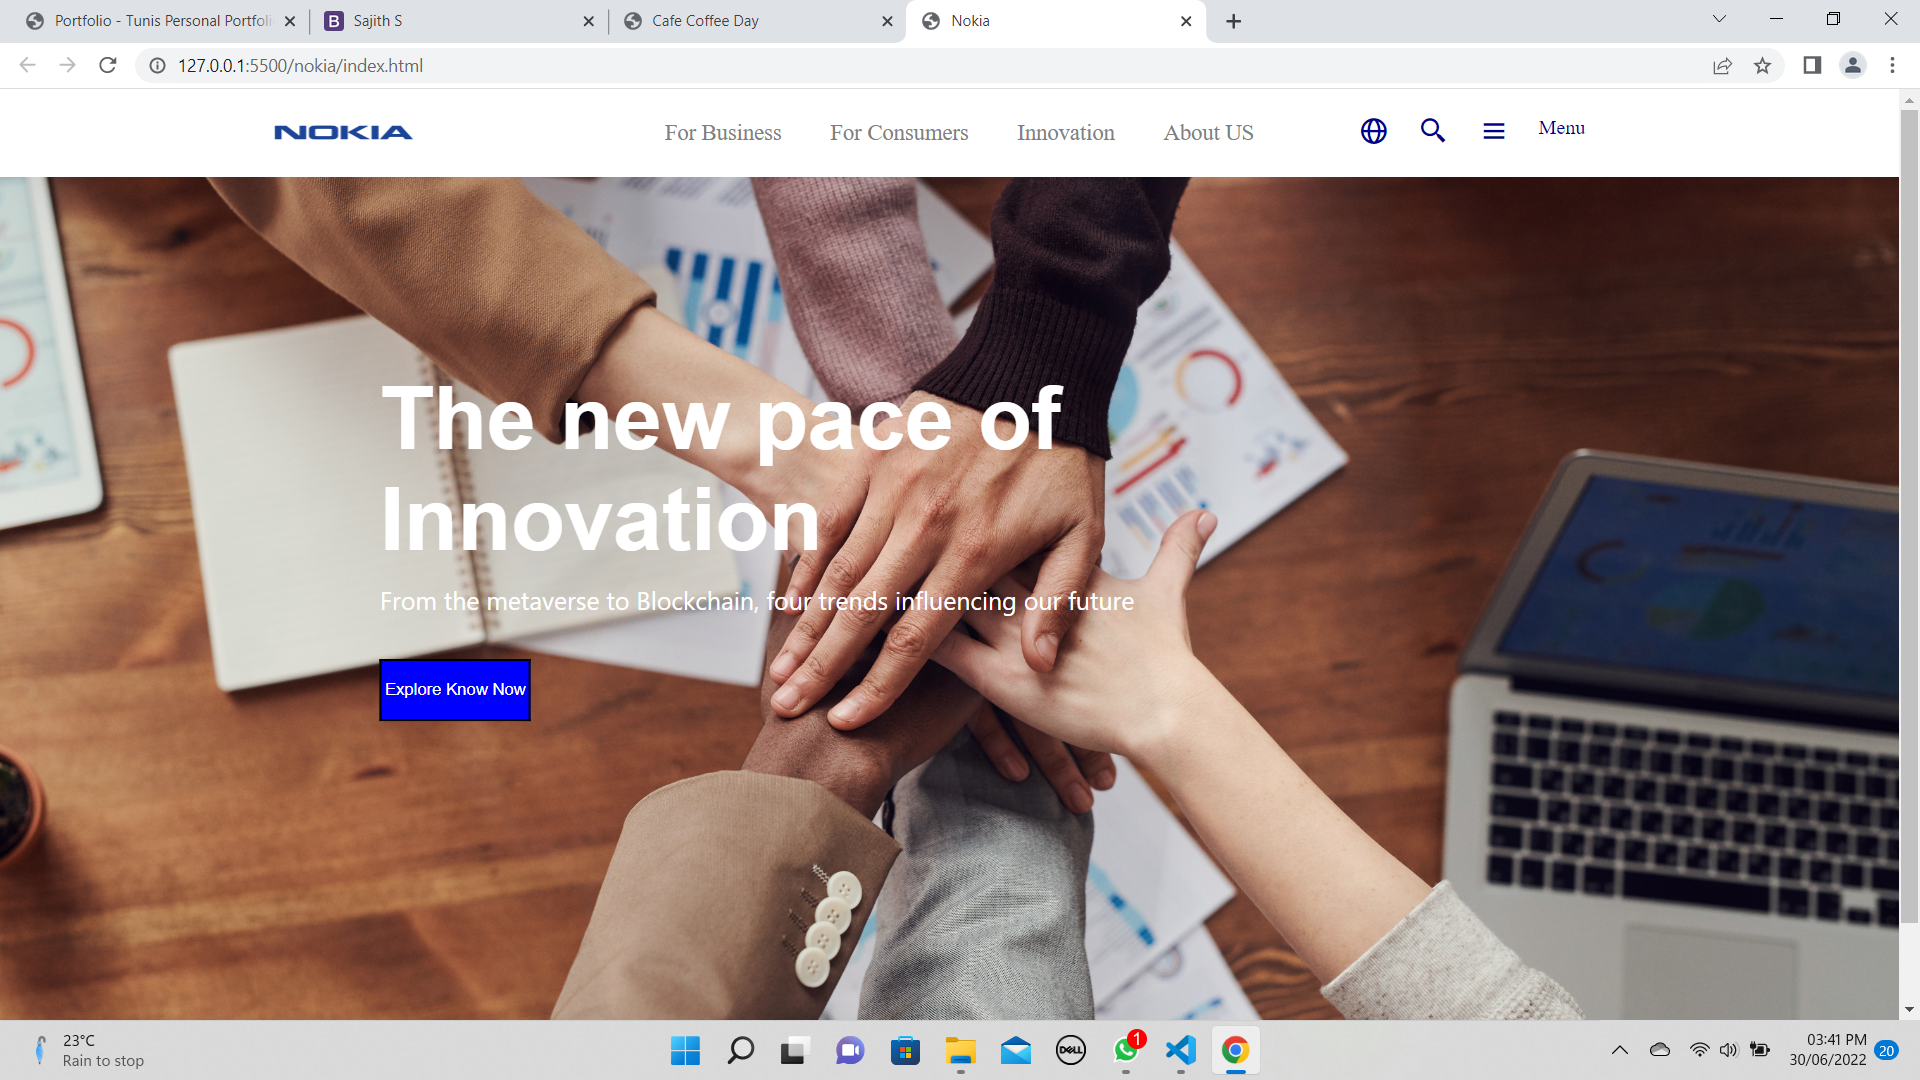 Portfolio - Tunis Personal Portfoli
Sajith S
Cafe Coffee Day
Nokia
127.0.0.1:5500/nokia/index.html
NOKIA
For Business
For Consumers
Innovation
About US
Menu
The new pace of
Innovation
From the metaverse to Blockchain, four trends influencing our future
Explore Know Now
23°C
Rain to stop
DELL
1
03:41 PM
30/06/2022
20